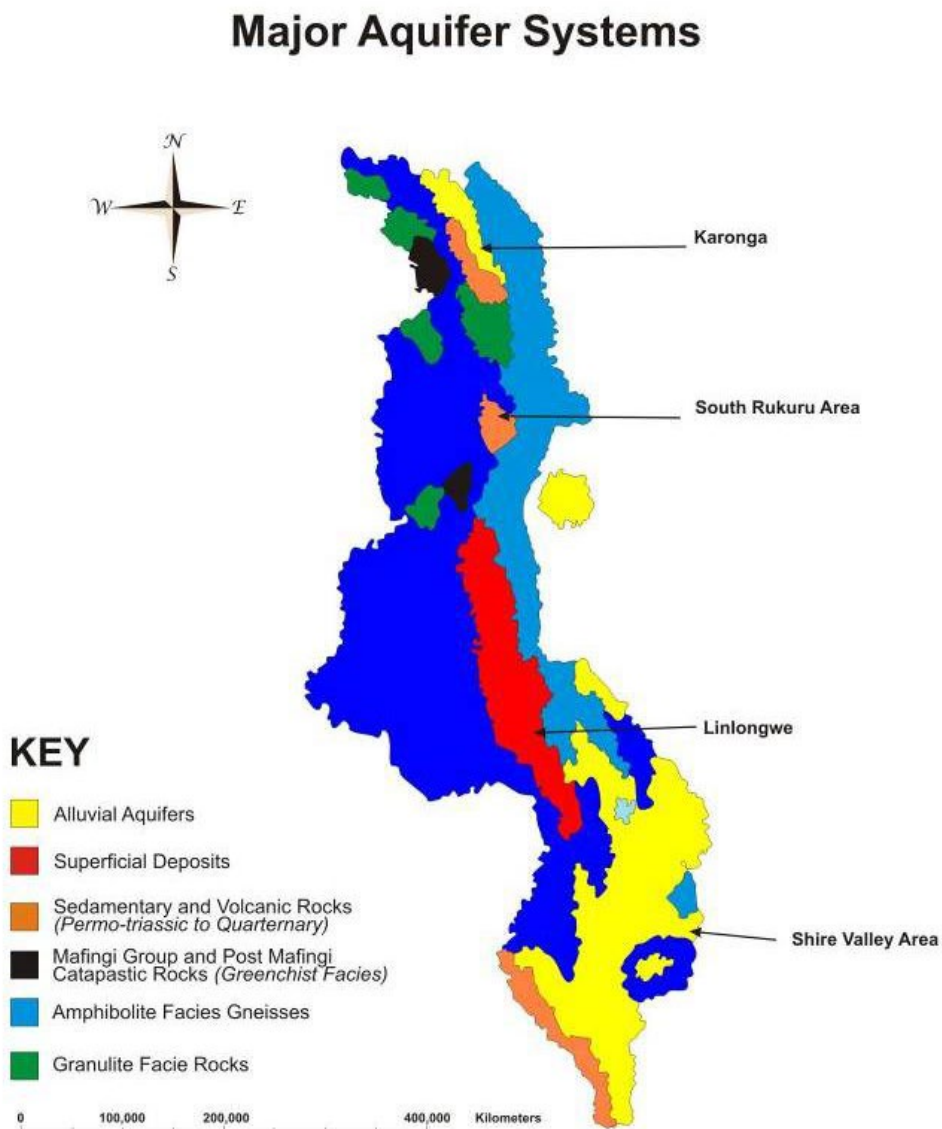 Major Aquifer Systems
N
W
E
S
Karonga
South Rukuru Area
Linlongwe
Shire Valley Area
KEY
Alluvial Aquifers
Superficial Deposits
Sedamentary and Volcanic Rocks
(Permo-triassic to Quarternary)
Mafingi Group and Post Mafingi
Catapastic Rocks (Greenchist Facies)
Amphibolite Facies Gneisses
Granulite Facie Rocks
0 100,000 200,000 400,000 Kilometers